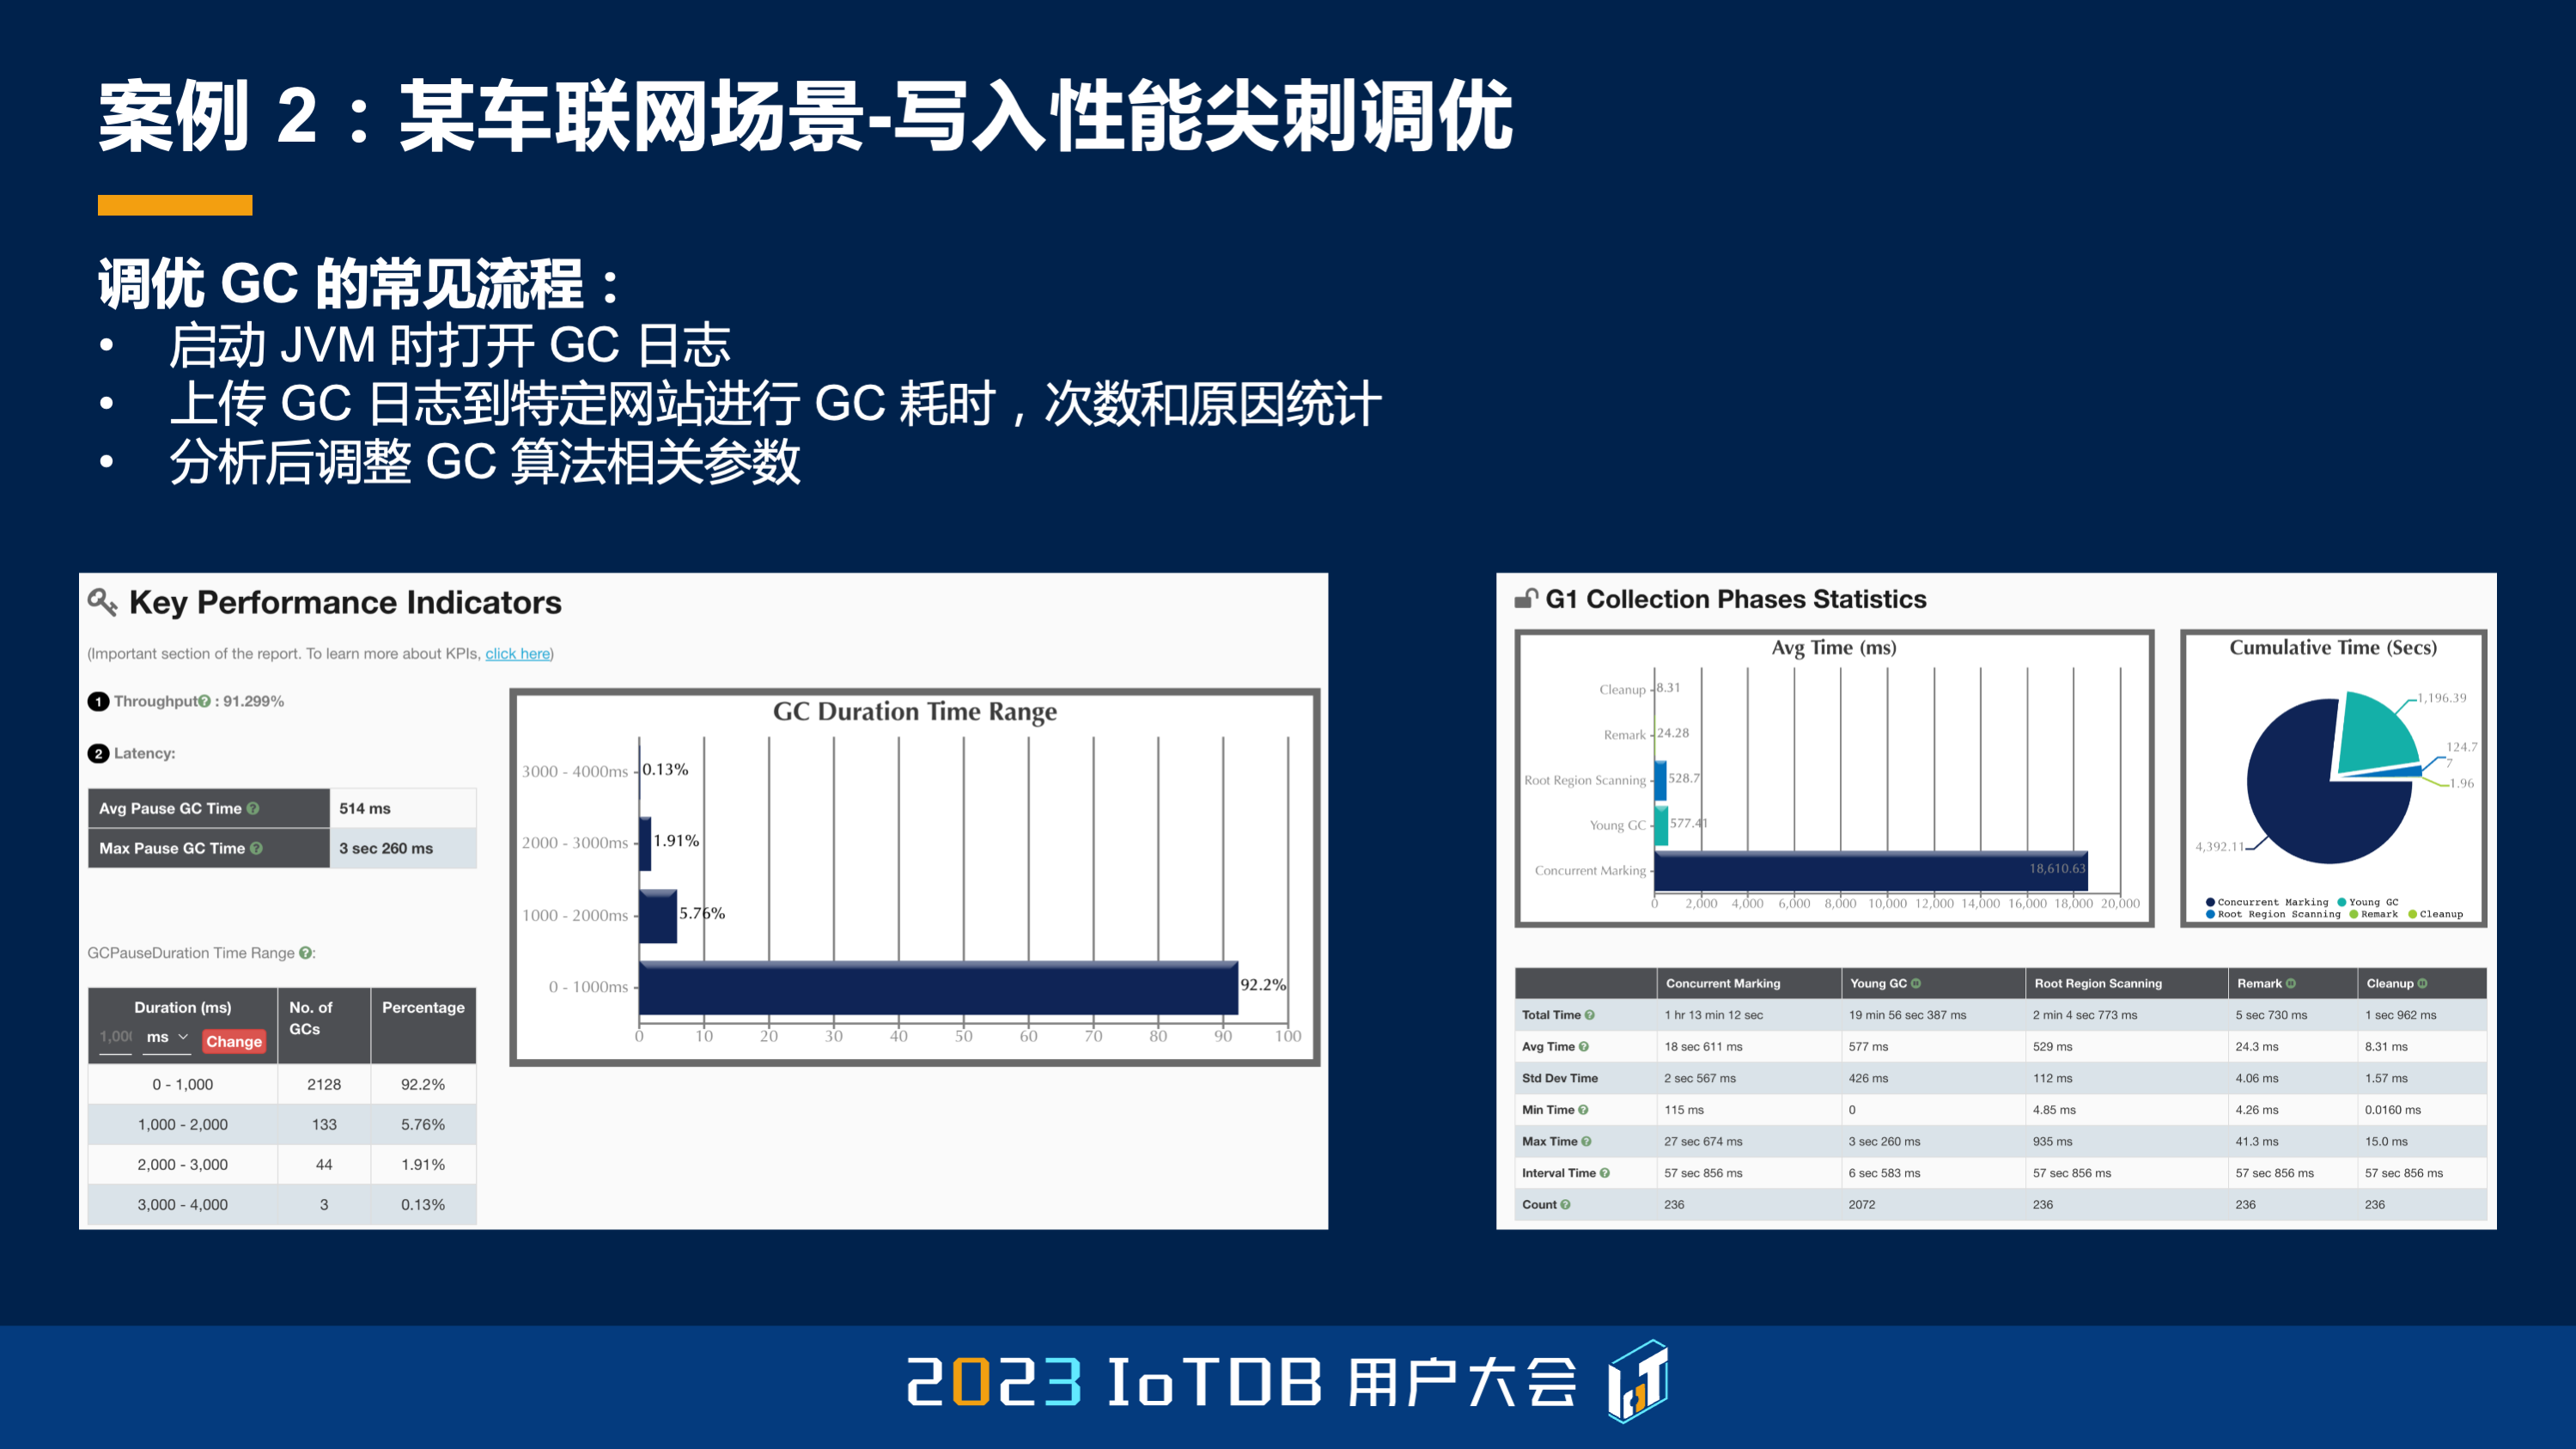 案例 2：某车联网场景-写入性能尖刺调优
调优 GC 的常见流程：
• 启动 JVM 时打开 GC 日志
• 上传 GC 日志到特定网站进行 GC 耗时，次数和原因统计
• 分析后调整 GC 算法相关参数
Key Performance Indicators
(Important section of the report. To learn more about KPIs, click here)
1 Throughput : 91.299%
2 Latency:
Avg Pause GC Time 514 ms
Max Pause GC Time 3 sec 260 ms
GCPauseDuration Time Range :
Duration (ms) No. of GCs Percentage
ms Change
0 - 1,000 2128 92.2%
1,000 - 2,000 133 5.76%
2,000 - 3,000 44 1.91%
3,000 - 4,000 3 0.13%
GC Duration Time Range
3000 - 4000ms 0.13%
2000 - 3000ms 1.91%
1000 - 2000ms 5.76%
0 - 1000ms 92.2%
0 10 20 30 40 50 60 70 80 90 100
G1 Collection Phases Statistics
Avg Time (ms)
Cleanup 8.31
Remark 24.28
Root Region Scanning 528.7
Young GC 577.41
Concurrent Marking 18,610.63
0 2,000 4,000 6,000 8,000 10,000 12,000 14,000 16,000 18,000 20,000
Cumulative Time (Secs)
1,196.39
124.7
7
1.96
4,392.11
Concurrent Marking Young GC
Root Region Scanning Remark Cleanup
Concurrent Marking Young GC Root Region Scanning Remark Cleanup
Total Time 1 hr 13 min 12 sec 19 min 56 sec 387 ms 2 min 4 sec 773 ms 5 sec 730 ms 1 sec 962 ms
Avg Time 18 sec 611 ms 577 ms 529 ms 24.3 ms 8.31 ms
Std Dev Time 2 sec 567 ms 426 ms 112 ms 4.06 ms 1.57 ms
Min Time 115 ms 0 4.85 ms 4.26 ms 0.0160 ms
Max Time 27 sec 674 ms 3 sec 260 ms 935 ms 41.3 ms 15.0 ms
Interval Time 57 sec 856 ms 6 sec 583 ms 57 sec 856 ms 57 sec 856 ms 57 sec 856 ms
Count 236 2072 236 236 236
2023 IoTDB 用户大会